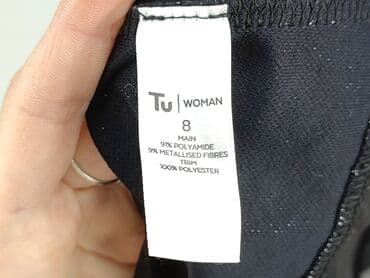 Tu | WOMAN
8
MAIN
91% POLYAMIDE
9% METALLISED FIBRES
TRIM
100% POLYESTER